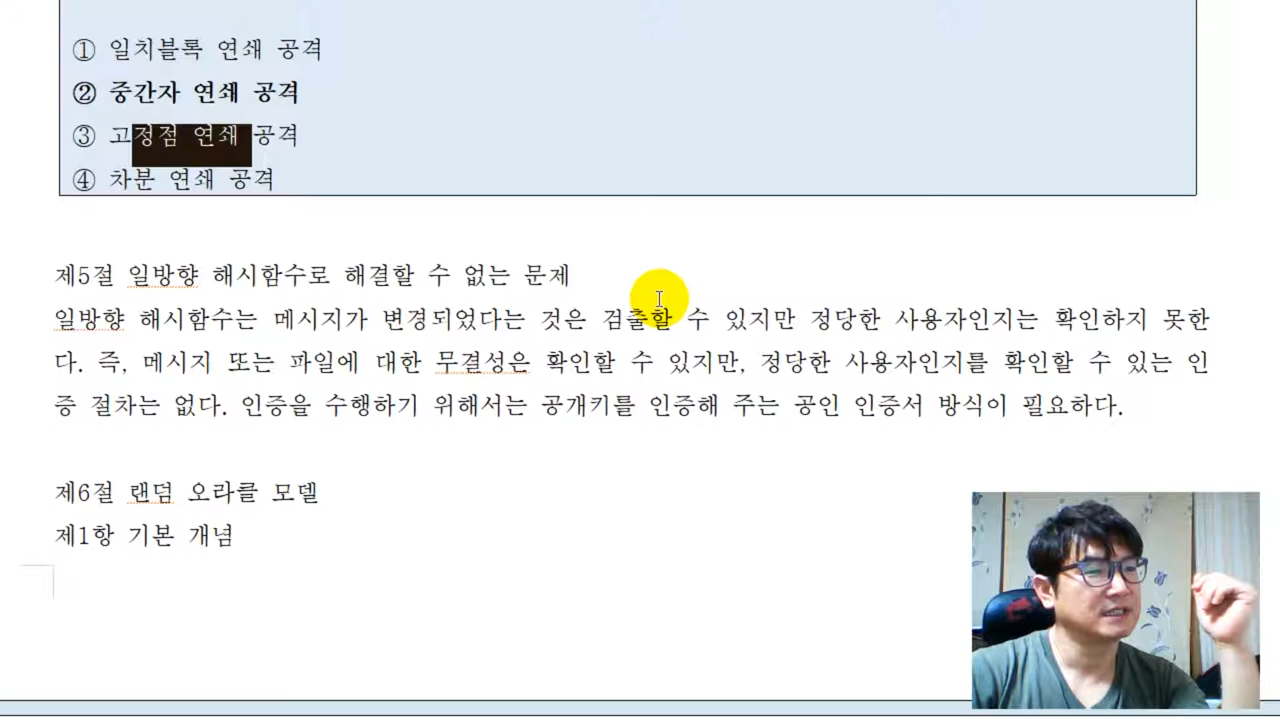 ① 일치블록 연쇄 공격
② 중간자 연쇄 공격
③ 고정점 연쇄 공격
④ 차분 연쇄 공격
제5절 일방향 해시함수로 해결할 수 없는 문제
일방향 해시함수는 메시지가 변경되었다는 것은 검출할 수 있지만 정당한 사용자인지는 확인하지 못한
다. 즉, 메시지 또는 파일에 대한 무결성은 확인할 수 있지만, 정당한 사용자인지를 확인할 수 있는 인
증 절차는 없다. 인증을 수행하기 위해서는 공개키를 인증해 주는 공인 인증서 방식이 필요하다.
제6절 랜덤 오라클 모델
제1항 기본 개념